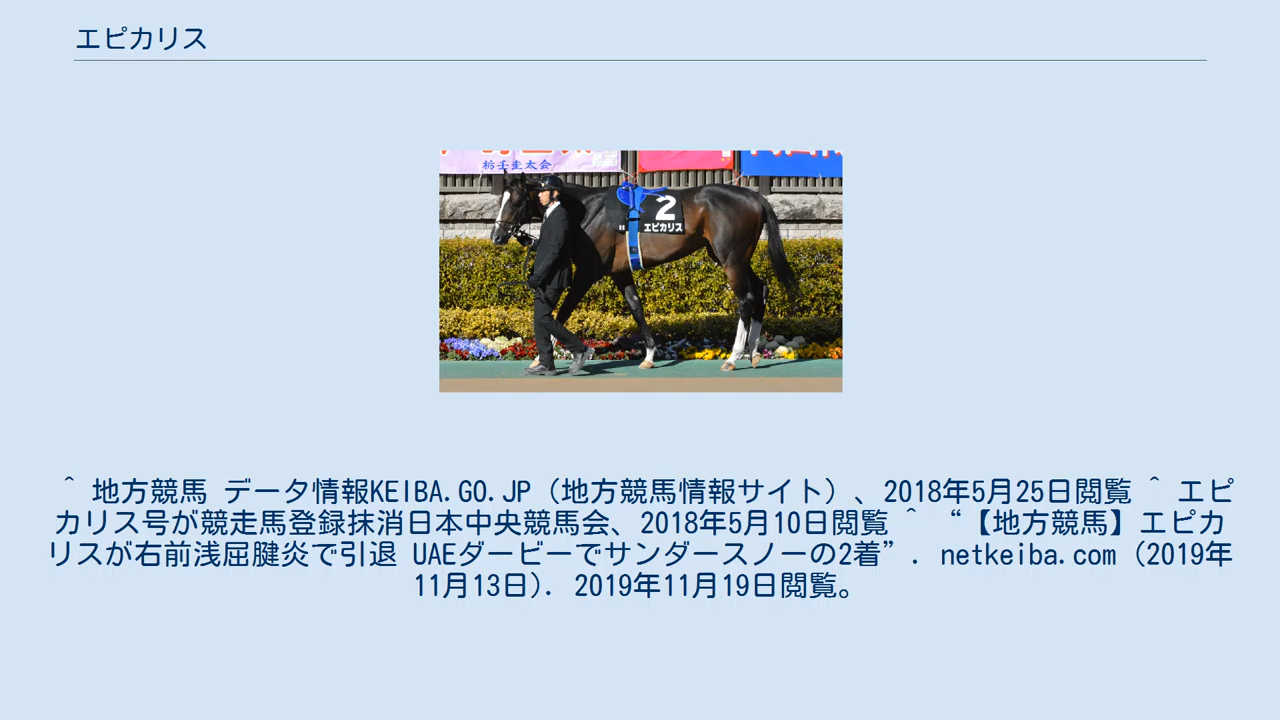 エピカリス
栃壬圭太会
2
エピカリス
＾ 地方競馬 データ情報KEIBA.GO.JP（地方競馬情報サイト）、2018年5月25日閲覧 ＾ エピ
カリス号が競走馬登録抹消日本中央競馬会、2018年5月10日閲覧 ＾ “【地方競馬】エピカ
リスが右前浅屈腱炎で引退 UAEダービーでサンダースノーの2着”. netkeiba.com (2019年
11月13日). 2019年11月19日閲覧。